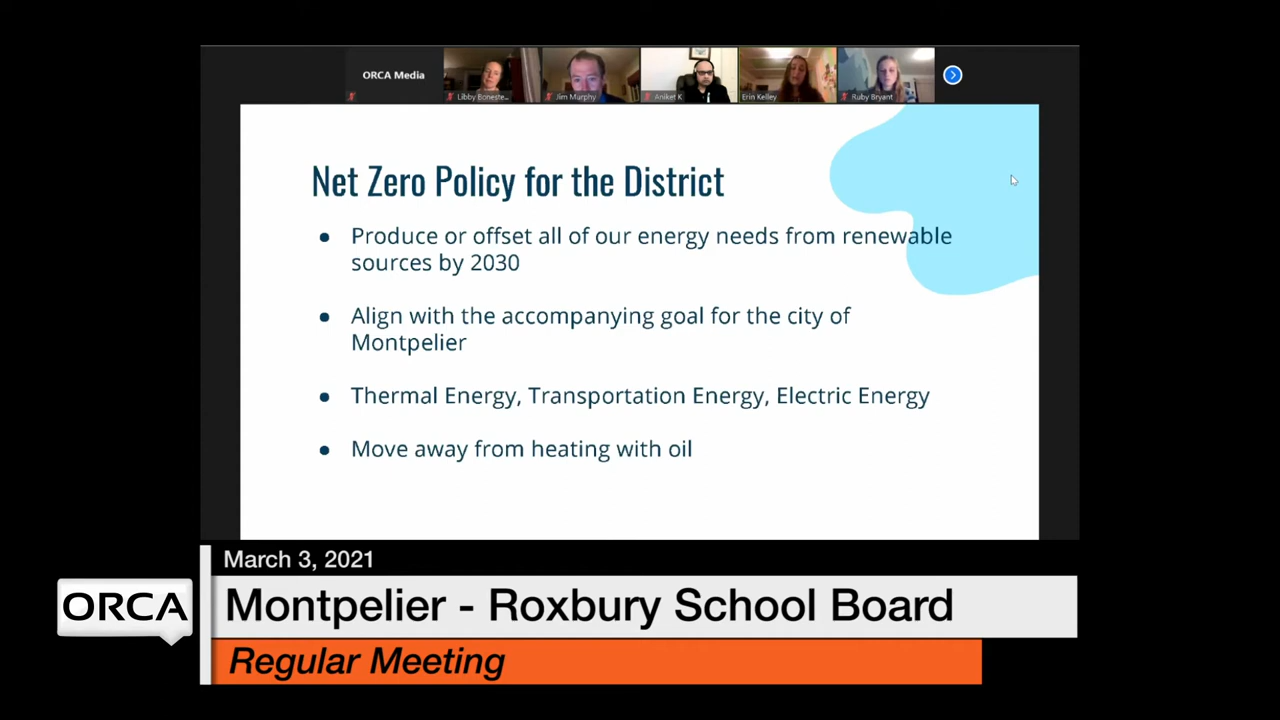 ORCA Media
Libby Boneste...
Jim Murphy
Aniket K
Erin Kelley
Ruby Bryant
Net Zero Policy for the District
● Produce or offset all of our energy needs from renewable
sources by 2030
● Align with the accompanying goal for the city of
Montpelier
● Thermal Energy, Transportation Energy, Electric Energy
● Move away from heating with oil
March 3, 2021
ORCA
Montpelier - Roxbury School Board
Regular Meeting